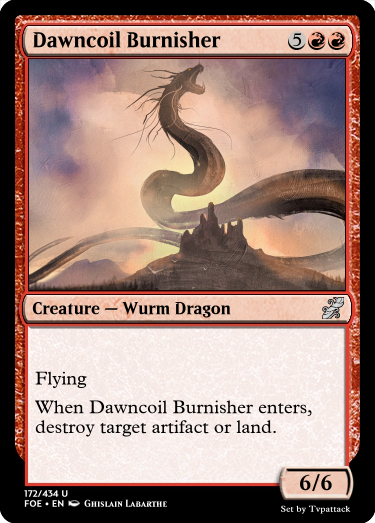 Dawncoil Burnisher 5
Creature — Wurm Dragon
Flying
When Dawncoil Burnisher enters,
destroy target artifact or land.
6/6
172/434 U
FOE • EN Ghislain Labarthe
Set by Tvpattack